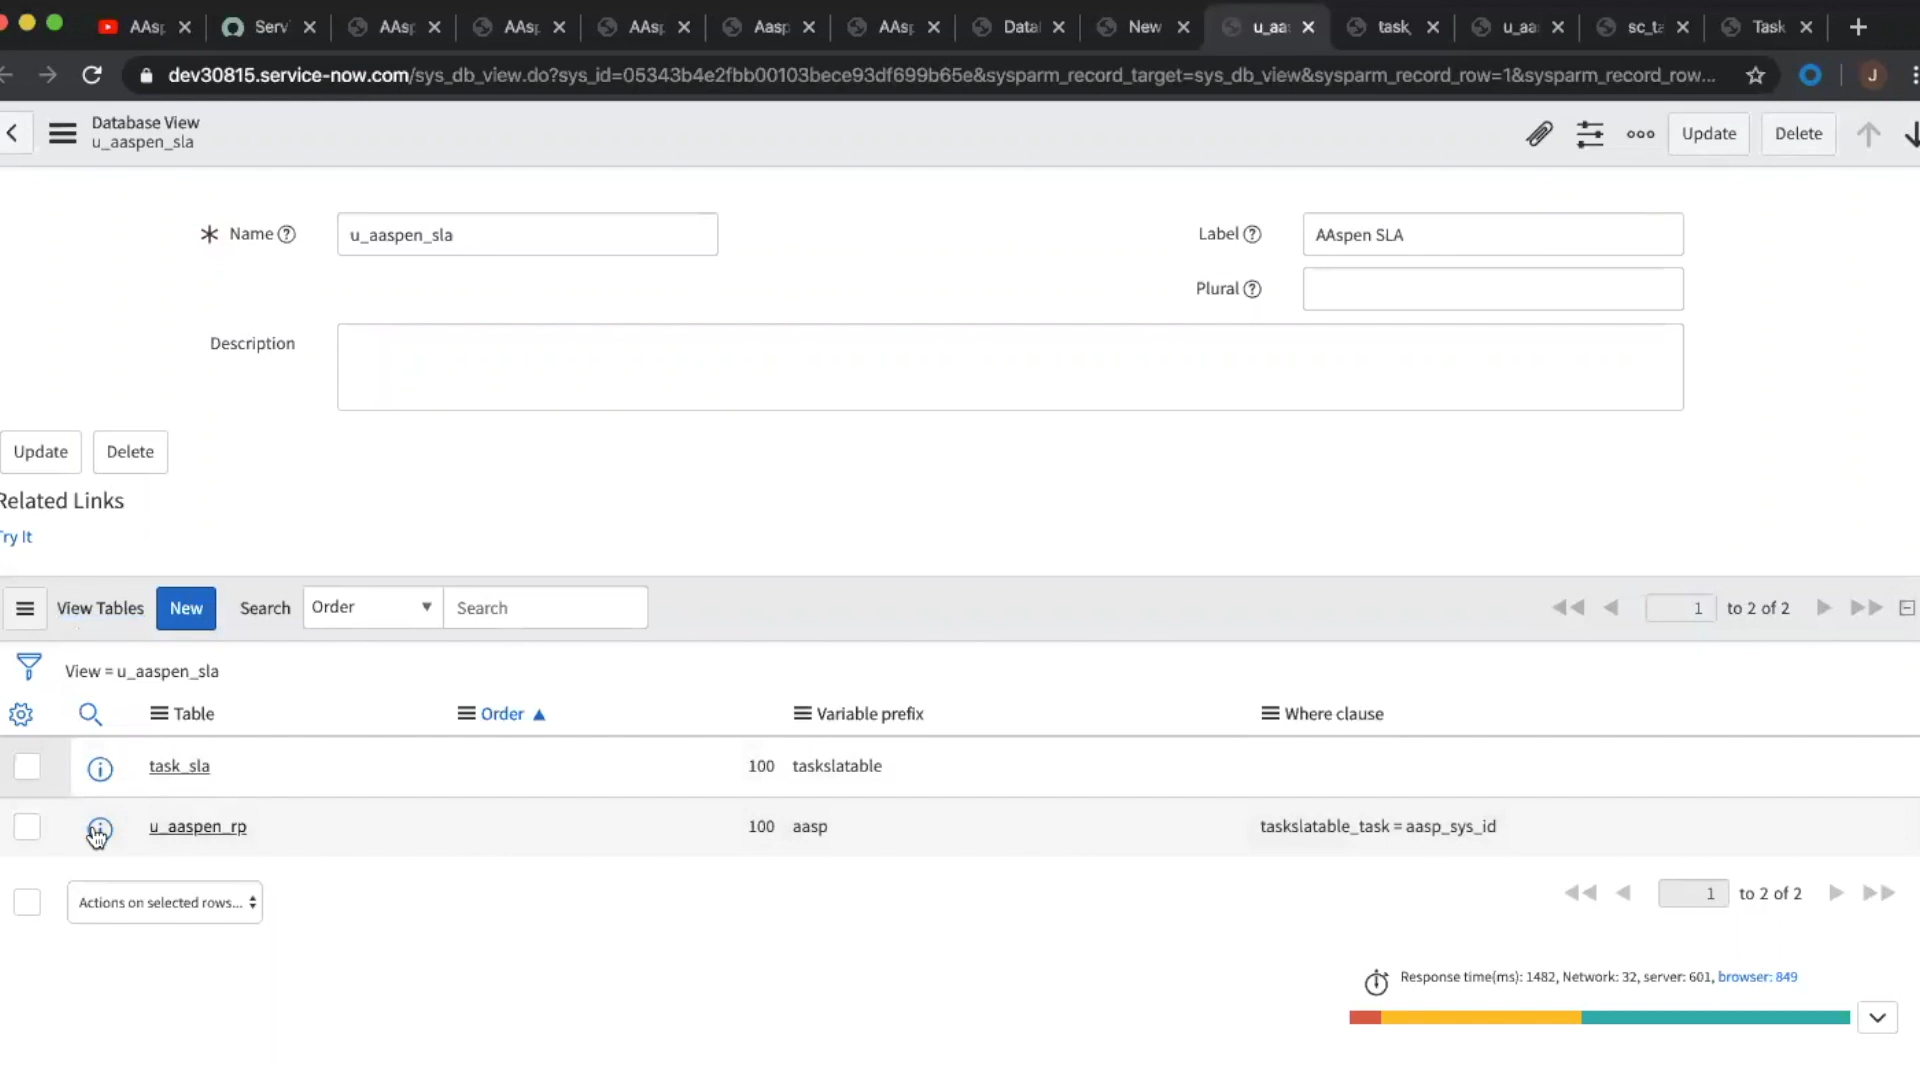 AAsp
Serv
AAsp
AAsp
AAsp
Aasp
AAsp
Datal
New
u_aa
task_
u_aa
sc_ta
Task
dev30815.service-now.com/sys_db_view.do?sys_id=05343b4e2fbb00103bece93df699b65e&sysparm_record_target=sys_db_view&sysparm_record_row=1&sysparm_record_row...
J
Database View
u_aaspen_sla
Update
Delete
Name
u_aaspen_sla
Label
AAspen SLA
Plural
Description
Update
Delete
Related Links
Try It
View Tables
New
Search
Order
Search
1 to 2 of 2
View = u_aaspen_sla
Table
Order
Variable prefix
Where clause
task_sla 100 taskslatable
u_aaspen_rp 100 aasp taskslatable_task = aasp_sys_id
Actions on selected rows...
1 to 2 of 2
Response time(ms): 1482, Network: 32, server: 601, browser: 849